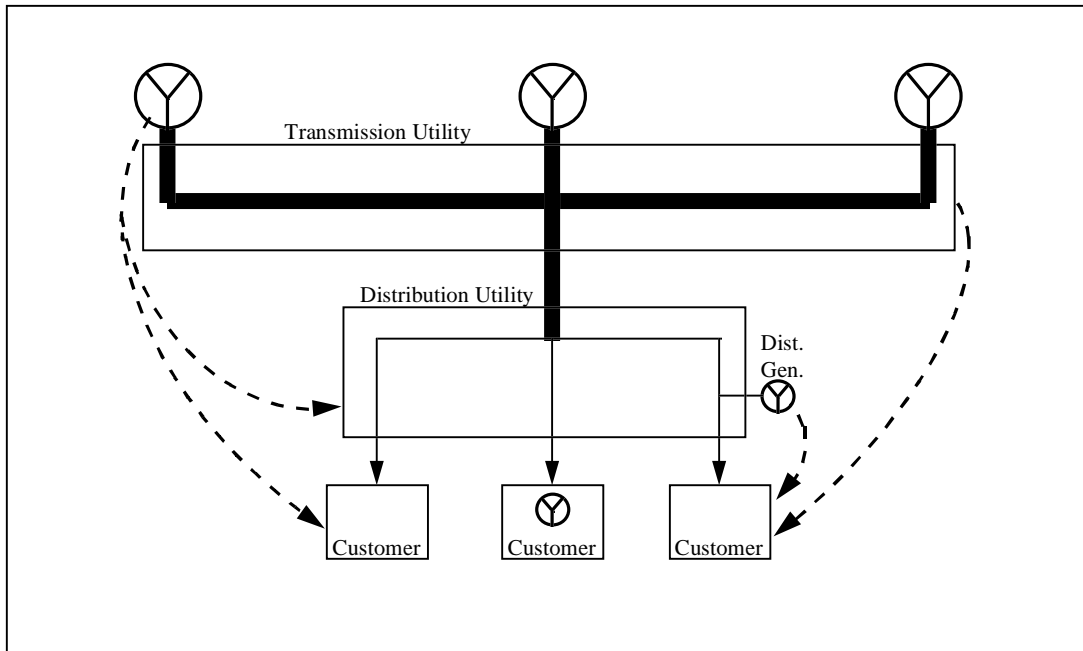 Transmission Utility
Distribution Utility
Dist.
Gen.
Customer
Customer
Customer